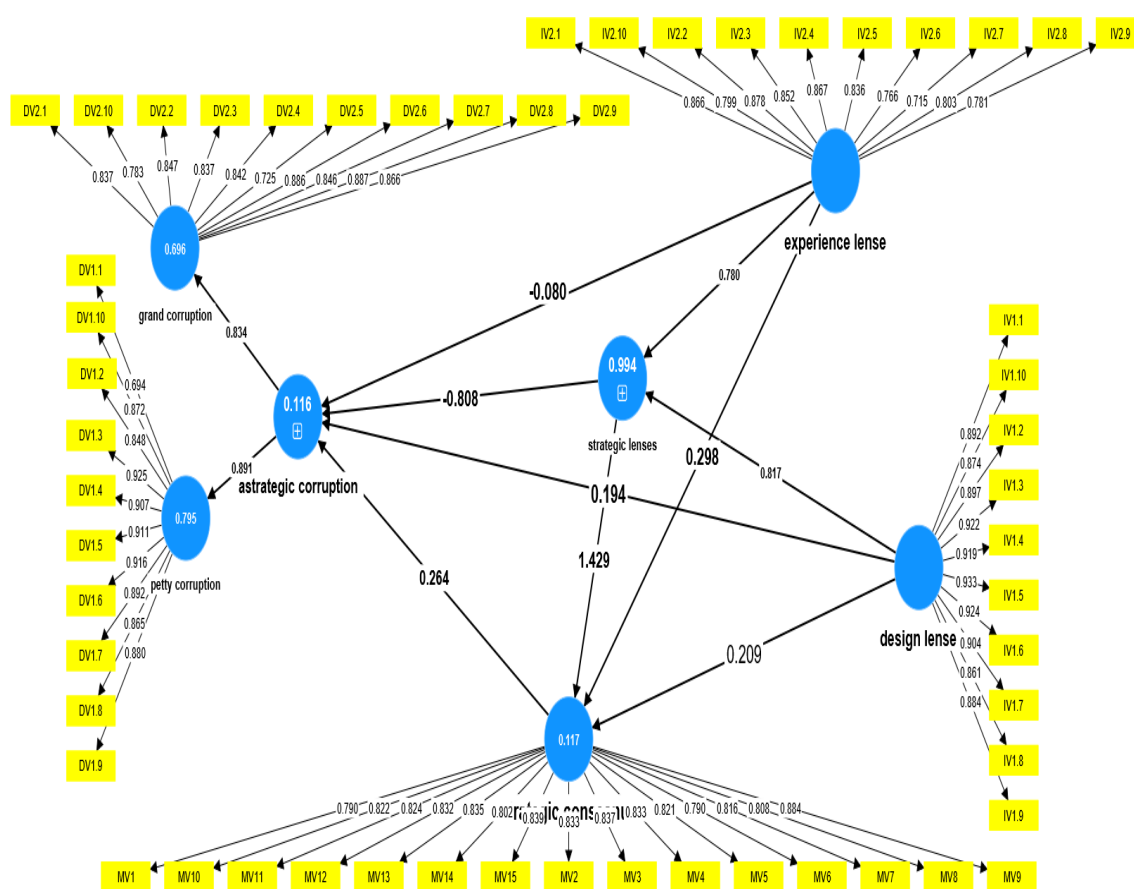 IV2.1 IV2.10 IV2.2 IV2.3 IV2.4 IV2.5 IV2.6 IV2.7 IV2.8 IV2.9
0.866 0.799 0.878 0.852 0.867 0.836 0.766 0.715 0.803 0.781
experience lense
DV2.1 DV2.10 DV2.2 DV2.3 DV2.4 DV2.5 DV2.6 DV2.7 DV2.8 DV2.9
0.837 0.783 0.847 0.837 0.842 0.725 0.886 0.846 0.887 0.866
0.696
grand corruption
DV1.1
DV1.10
DV1.2
DV1.3
DV1.4
DV1.5
DV1.6
DV1.7
DV1.8
DV1.9
0.694
0.872
0.848
0.925
0.907
0.911
0.916
0.892
0.865
0.880
0.795
petty corruption
0.834
0.891
0.116
astrategic corruption
-0.080
-0.808
0.780
0.994
strategic lenses
0.298
0.817
0.194
1.429
0.264
0.209
design lense
IV1.1
IV1.10
IV1.2
IV1.3
IV1.4
IV1.5
IV1.6
IV1.7
IV1.8
IV1.9
0.892
0.874
0.897
0.922
0.919
0.933
0.924
0.904
0.861
0.884
0.117
0.790 0.822 0.824 0.832 0.835 0.802 0.839 0.833 0.837 0.833 0.821 0.790 0.816 0.808 0.884
MV1 MV10 MV11 MV12 MV13 MV14 MV15 MV2 MV3 MV4 MV5 MV6 MV7 MV8 MV9